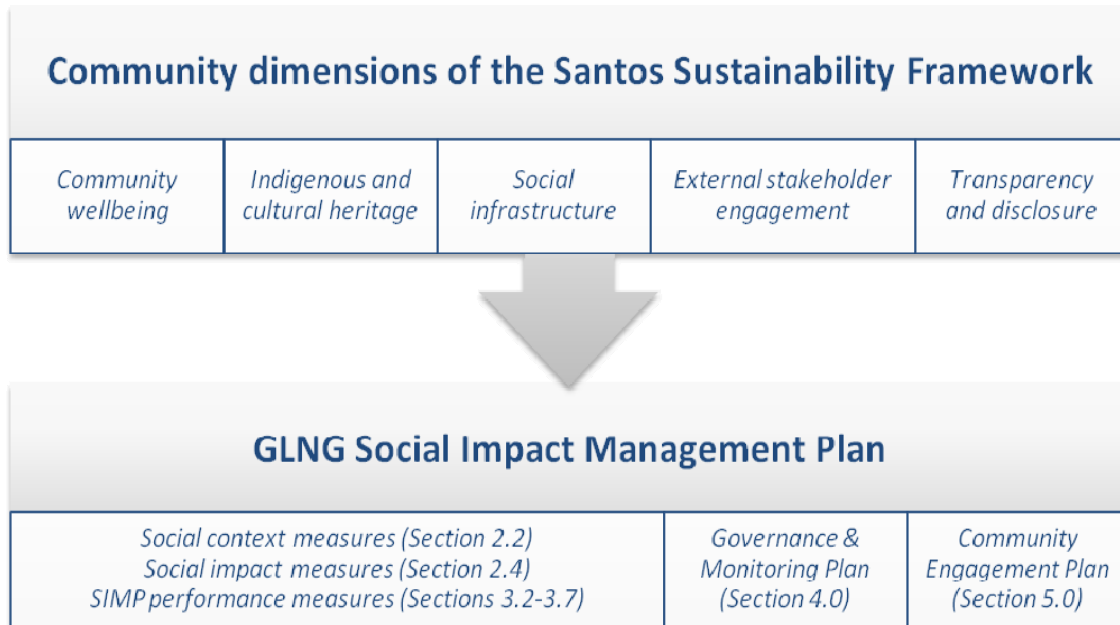 Community dimensions of the Santos Sustainability Framework
Community
wellbeing
Indigenous and
cultural heritage
Social
infrastructure
External stakeholder
engagement
Transparency
and disclosure
GLNG Social Impact Management Plan
Social context measures (Section 2.2)
Social impact measures (Section 2.4)
SIMP performance measures (Sections 3.2-3.7)
Governance &
Monitoring Plan
(Section 4.0)
Community
Engagement Plan
(Section 5.0)